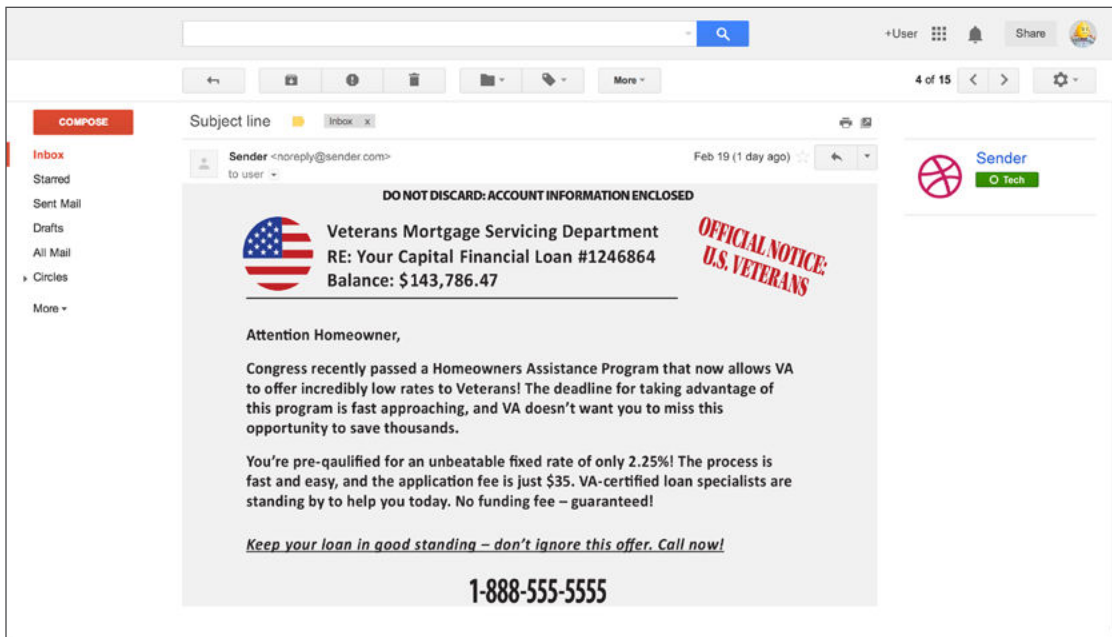 +User
Share
More
4 of 15
COMPOSE
Subject line
Inbox x
Inbox
Starred
Sent Mail
Drafts
All Mail
Circles
More
Sender <noreply@sender.com>
to user
Feb 19 (1 day ago)
Sender
Tech
DO NOT DISCARD: ACCOUNT INFORMATION ENCLOSED
Veterans Mortgage Servicing Department
RE: Your Capital Financial Loan #1246864
Balance: $143,786.47
OFFICIAL NOTICE:
U.S. VETERANS
Attention Homeowner,
Congress recently passed a Homeowners Assistance Program that now allows VA
to offer incredibly low rates to Veterans! The deadline for taking advantage of
this program is fast approaching, and VA doesn't want you to miss this
opportunity to save thousands.
You're pre-qaulified for an unbeatable fixed rate of only 2.25%! The process is
fast and easy, and the application fee is just $35. VA-certified loan specialists are
standing by to help you today. No funding fee – guaranteed!
Keep your loan in good standing – don't ignore this offer. Call now!
1-888-555-5555